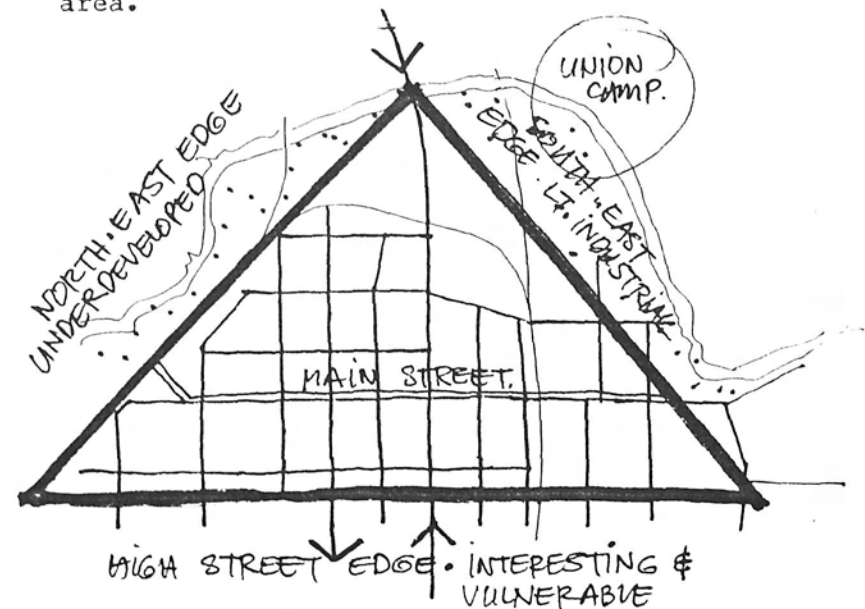 area.
UNION
CAMP.
NORTH.EAST EDGE
UNDERDEVELOPED
SOUTH.EAST
EDGE. LT. INDUSTRIAL
MAIN STREET.
HIGH STREET EDGE. INTERESTING &
VULNERABLE